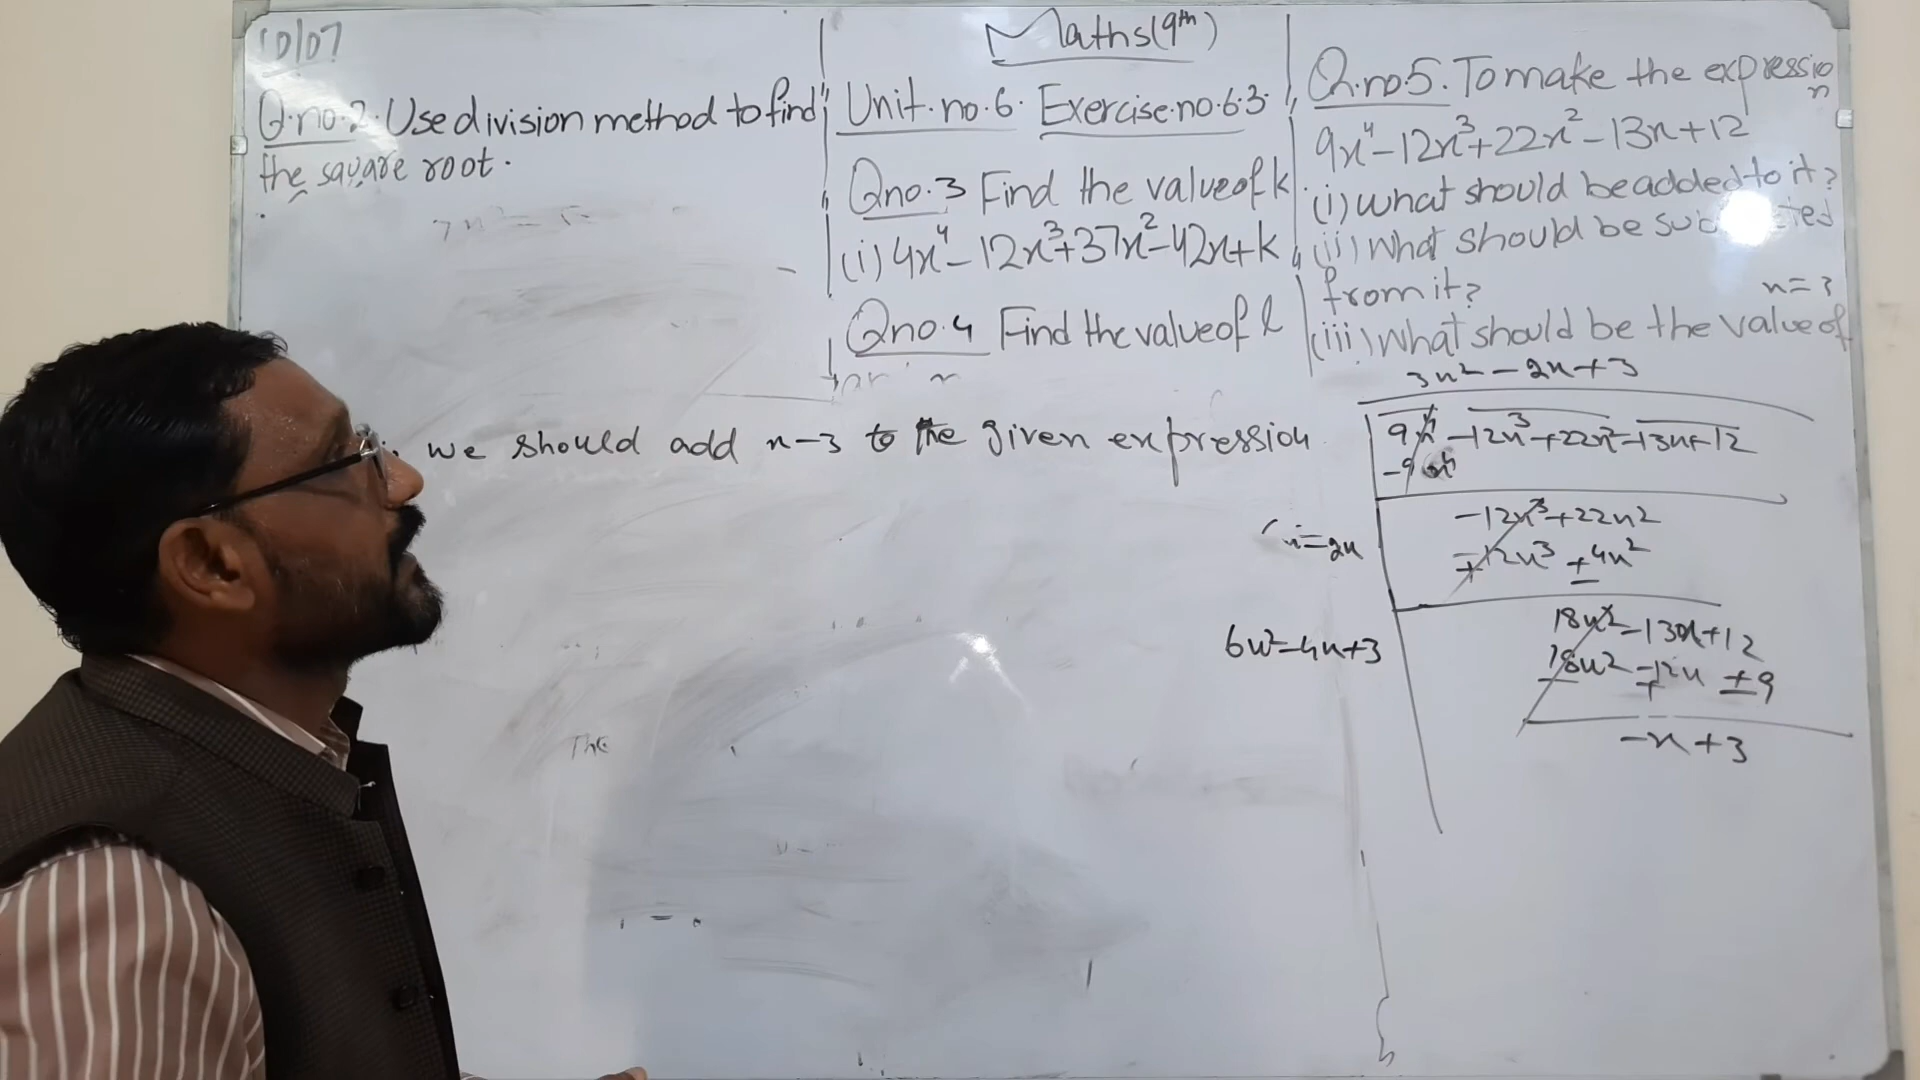 10/07
Q.no.2. Use division method to find
the square root.
Maths(9th)
Unit.no.6. Exercise.no.6.3.
Qno.3 Find the value of k
(i) 4x⁴-12x³+37x²-42x+k
Qno.4 Find the value of l
Q.no5. To make the expression
9x⁴-12x³+22x²-13x+12
(i) What should be added to it?
(ii) What should be
from it?
x=3
(iii) What should be the value of
we should add x-3 to the given expression
3x²-2x+3
9x⁴-12x³+22x²-13x+12
-9x⁴
-12x³+22x²
∓12x³ ±4x²
=2x
18x²-13x+12
6x²-4x+3
18x² -12x ±9
-x+3
The